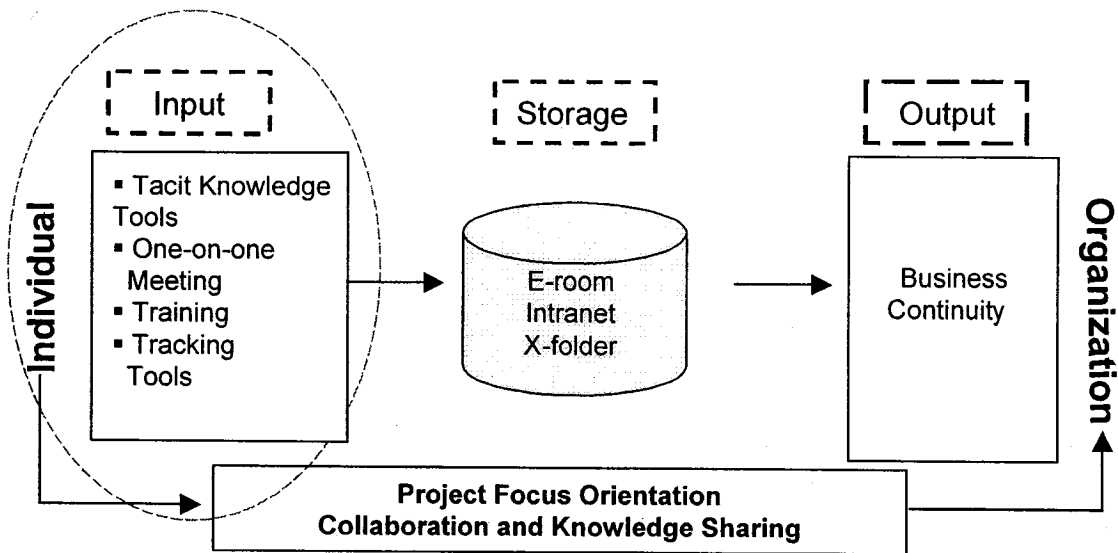 Input
Storage
Output
Individual
▪ Tacit Knowledge
Tools
▪ One-on-one
Meeting
▪ Training
▪ Tracking
Tools
E-room
Intranet
X-folder
Business
Continuity
Organization
Project Focus Orientation
Collaboration and Knowledge Sharing